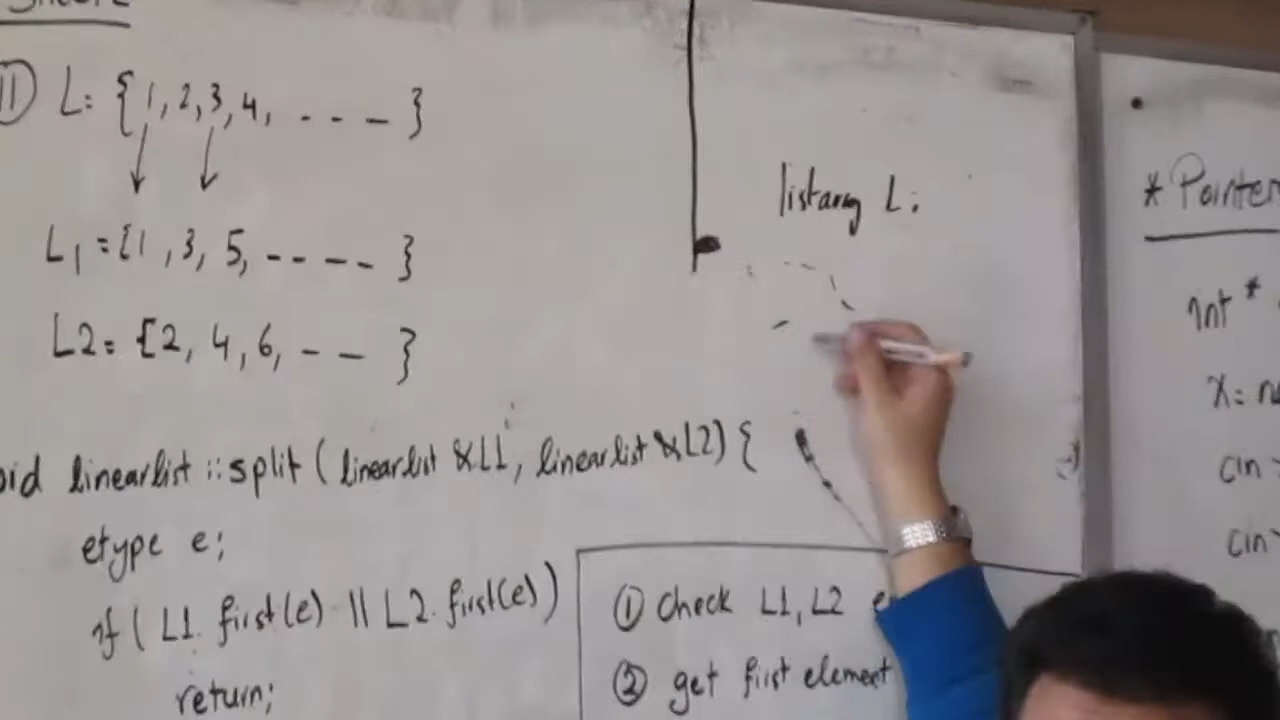 11 L: {1, 2, 3, 4, . - - - }
L1 = {1, 3, 5, - - - - - }
L2 = {2, 4, 6, - - - }
linearlist ::split ( linearlist &L1, linearlist &L2) {
etype e;
if ( L1. first(e) || L2. first(e))
return;
L:
1 Check L1, L2
2 get first element
* Pointer
int *
X=
cin
cin